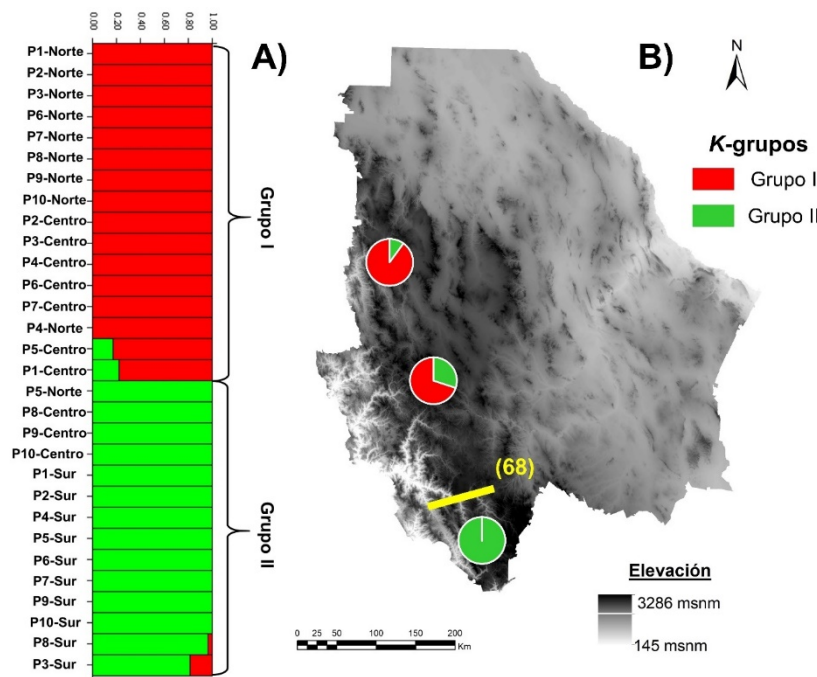 0.00 0.20 0.40 0.60 0.80 1.00
A)
B)
N
P1-Norte
P2-Norte
P3-Norte
P6-Norte
P7-Norte
P8-Norte
P9-Norte
P10-Norte
P2-Centro
P3-Centro
P4-Centro
P6-Centro
P7-Centro
P4-Norte
P5-Centro
P1-Centro
P5-Norte
P8-Centro
P9-Centro
P10-Centro
P1-Sur
P2-Sur
P4-Sur
P5-Sur
P6-Sur
P7-Sur
P9-Sur
P10-Sur
P8-Sur
P3-Sur
Grupo I
Grupo II
K-grupos
Grupo I
Grupo II
(68)
Elevación
3286 msnm
145 msnm
0 25 50 100 150 200
Km